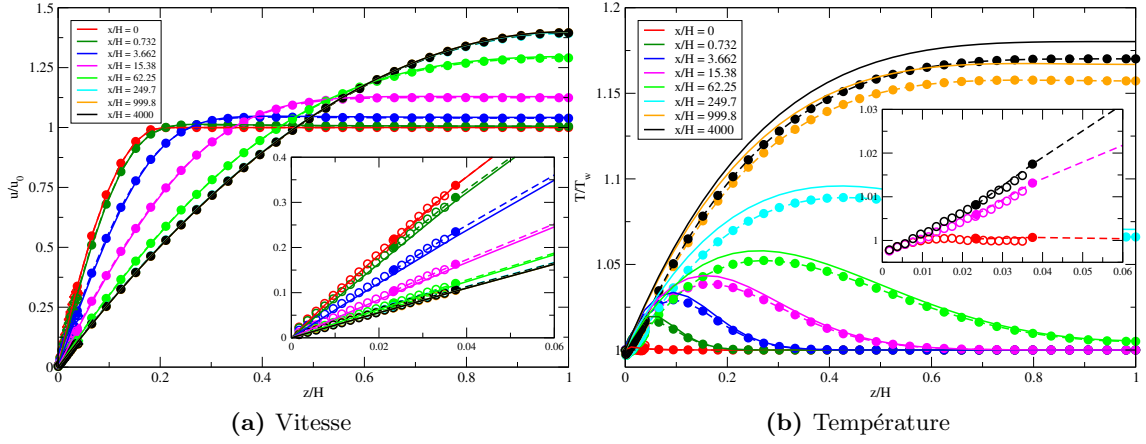 1.5
1.25
1
0.75
0.5
0.25
0
u/u0
x/H = 0
x/H = 0.732
x/H = 3.662
x/H = 15.38
x/H = 62.25
x/H = 249.7
x/H = 999.8
x/H = 4000
0.4
0.3
0.2
0.1
0
0 0.02 0.04 0.06
0 0.2 0.4 0.6 0.8 1
z/H
(a) Vitesse
1.2
1.15
1.1
1.05
1
T/Tw
x/H = 0
x/H = 0.732
x/H = 3.662
x/H = 15.38
x/H = 62.25
x/H = 249.7
x/H = 999.8
x/H = 4000
1.03
1.02
1.01
1
0 0.01 0.02 0.03 0.04 0.05 0.06
0 0.2 0.4 0.6 0.8 1
z/H
(b) Température